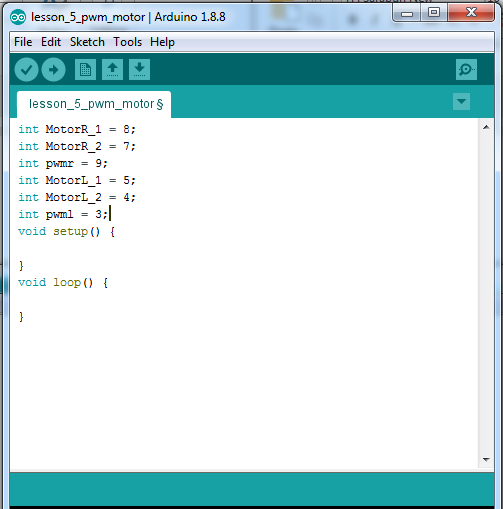 lesson_5_pwm_motor | Arduino 1.8.8
File Edit Sketch Tools Help
lesson_5_pwm_motor §
int MotorR_1 = 8;
int MotorR_2 = 7;
int pwmr = 9;
int MotorL_1 = 5;
int MotorL_2 = 4;
int pwml = 3;
void setup() {
}
void loop() {
}